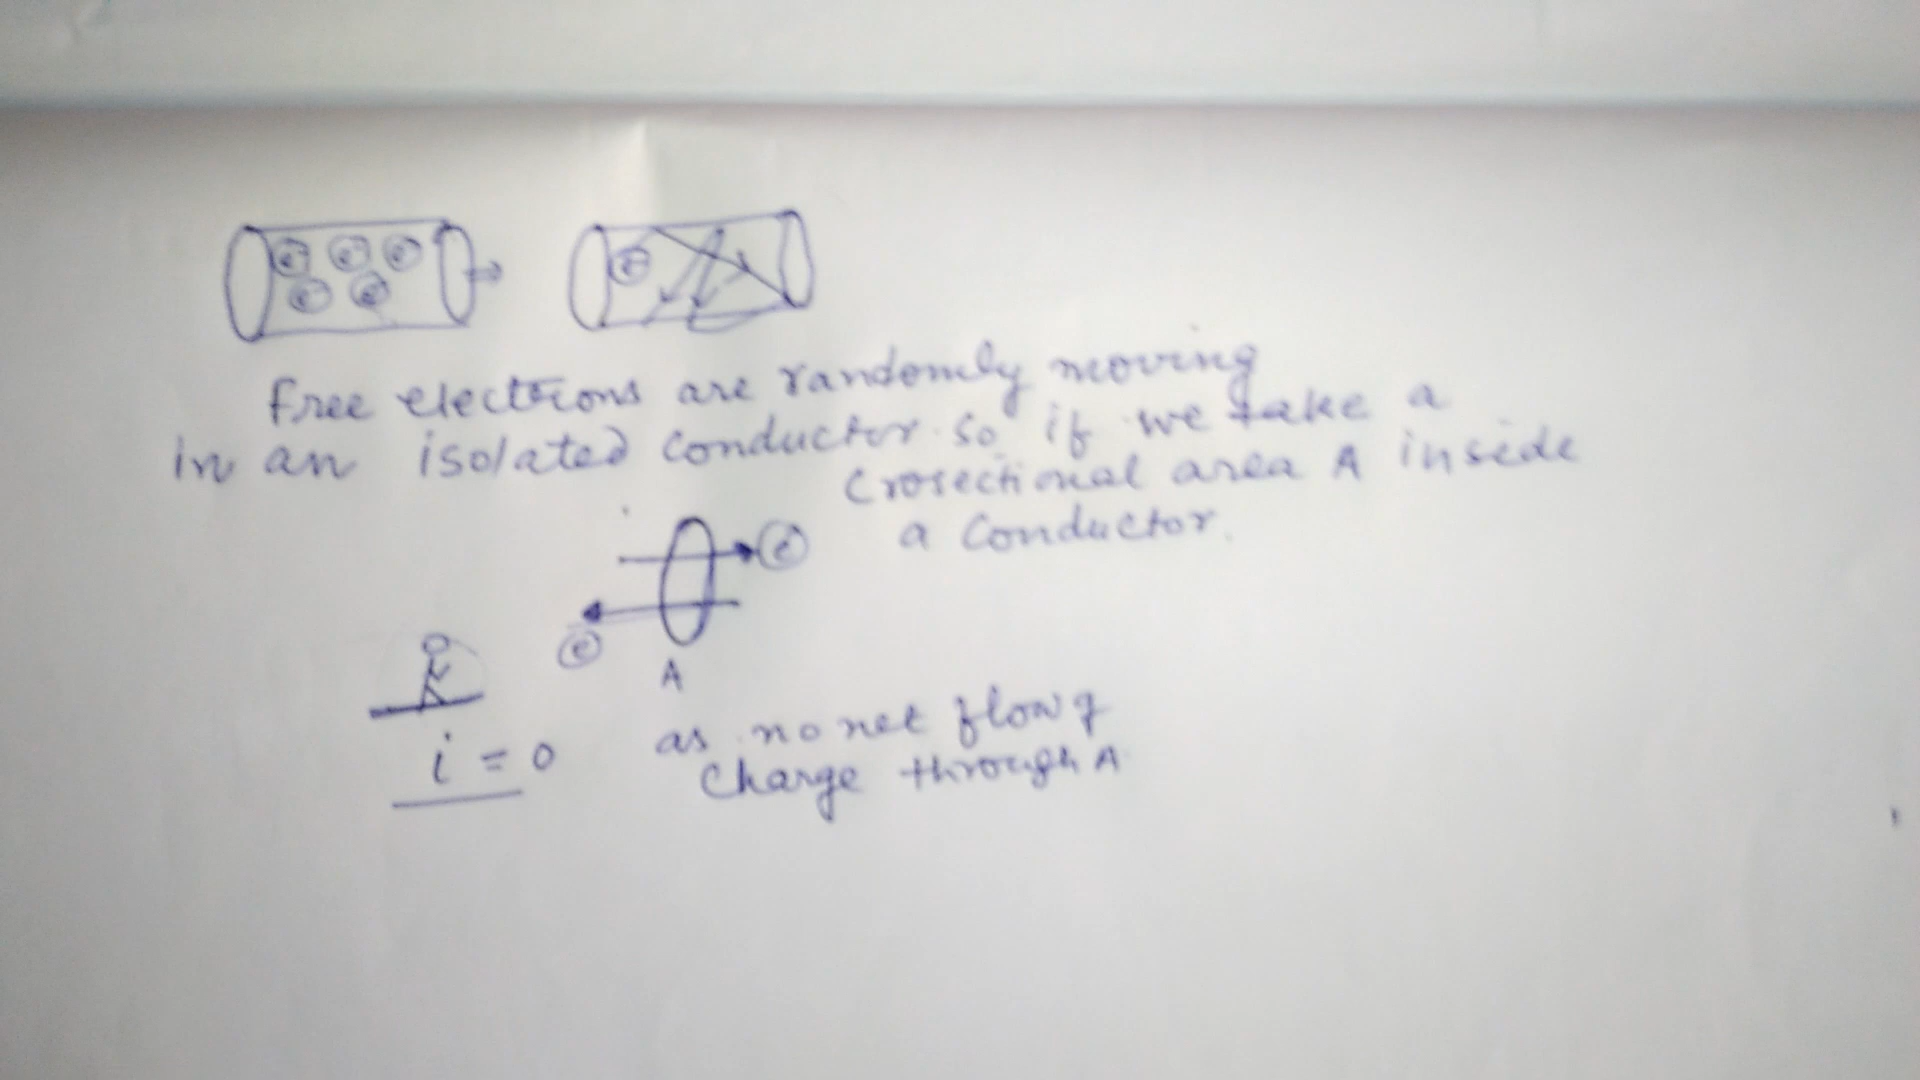 e- e- e-
e- e-
e-
free electrons are randomly moving
in an isolated conductor. so if we take a
Crosectional area A inside
a Conductor.
e
e
A
i = 0 as no net flow of
Charge through A